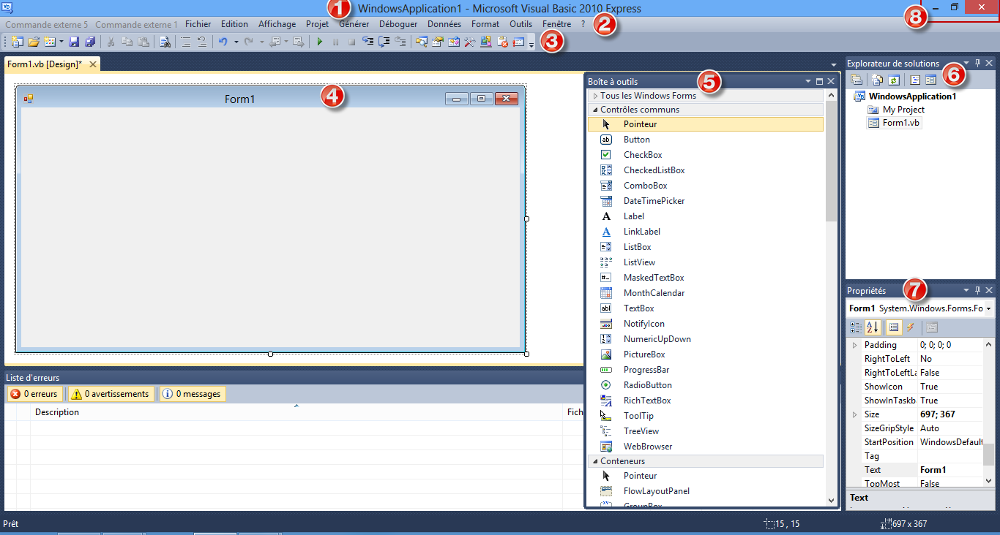 WindowsApplication1 - Microsoft Visual Basic 2010 Express
1
8
Commande externe 5 Commande externe 1 Fichier Edition Affichage Projet Générer Déboguer Données Format Outils Fenêtre ?
2
3
Form1.vb [Design]*
Form1
4
Boîte à outils
5
Tous les Windows Forms
Contrôles communs
Pointeur
Button
CheckBox
CheckedListBox
ComboBox
DateTimePicker
Label
LinkLabel
ListBox
ListView
MaskedTextBox
MonthCalendar
TextBox
NotifyIcon
NumericUpDown
PictureBox
ProgressBar
RadioButton
RichTextBox
ToolTip
TreeView
WebBrowser
Conteneurs
Pointeur
FlowLayoutPanel
GroupBox
Explorateur de solutions
6
WindowsApplication1
My Project
Form1.vb
Propriétés
7
Form1 System.Windows.Forms.Fo
Padding 0; 0; 0; 0
RightToLeft No
RightToLeftLa False
ShowIcon True
ShowInTaskb True
Size 697; 367
SizeGripStyle Auto
StartPosition WindowsDefault
Tag
Text Form1
TopMost False
Text
Liste d'erreurs
0 erreurs 0 avertissements 0 messages
Description Fich
Prêt 15 , 15 697 x 367